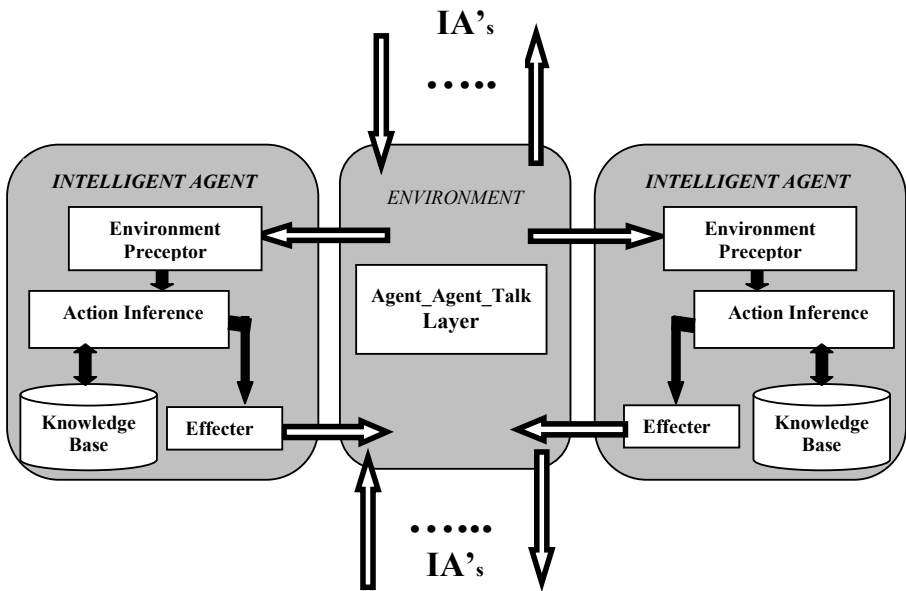 IA's
......
INTELLIGENT AGENT
Environment
Preceptor
Action Inference
Knowledge
Base
Effecter
ENVIRONMENT
Agent_Agent_Talk
Layer
INTELLIGENT AGENT
Environment
Preceptor
Action Inference
Effecter
Knowledge
Base
.......
IA's